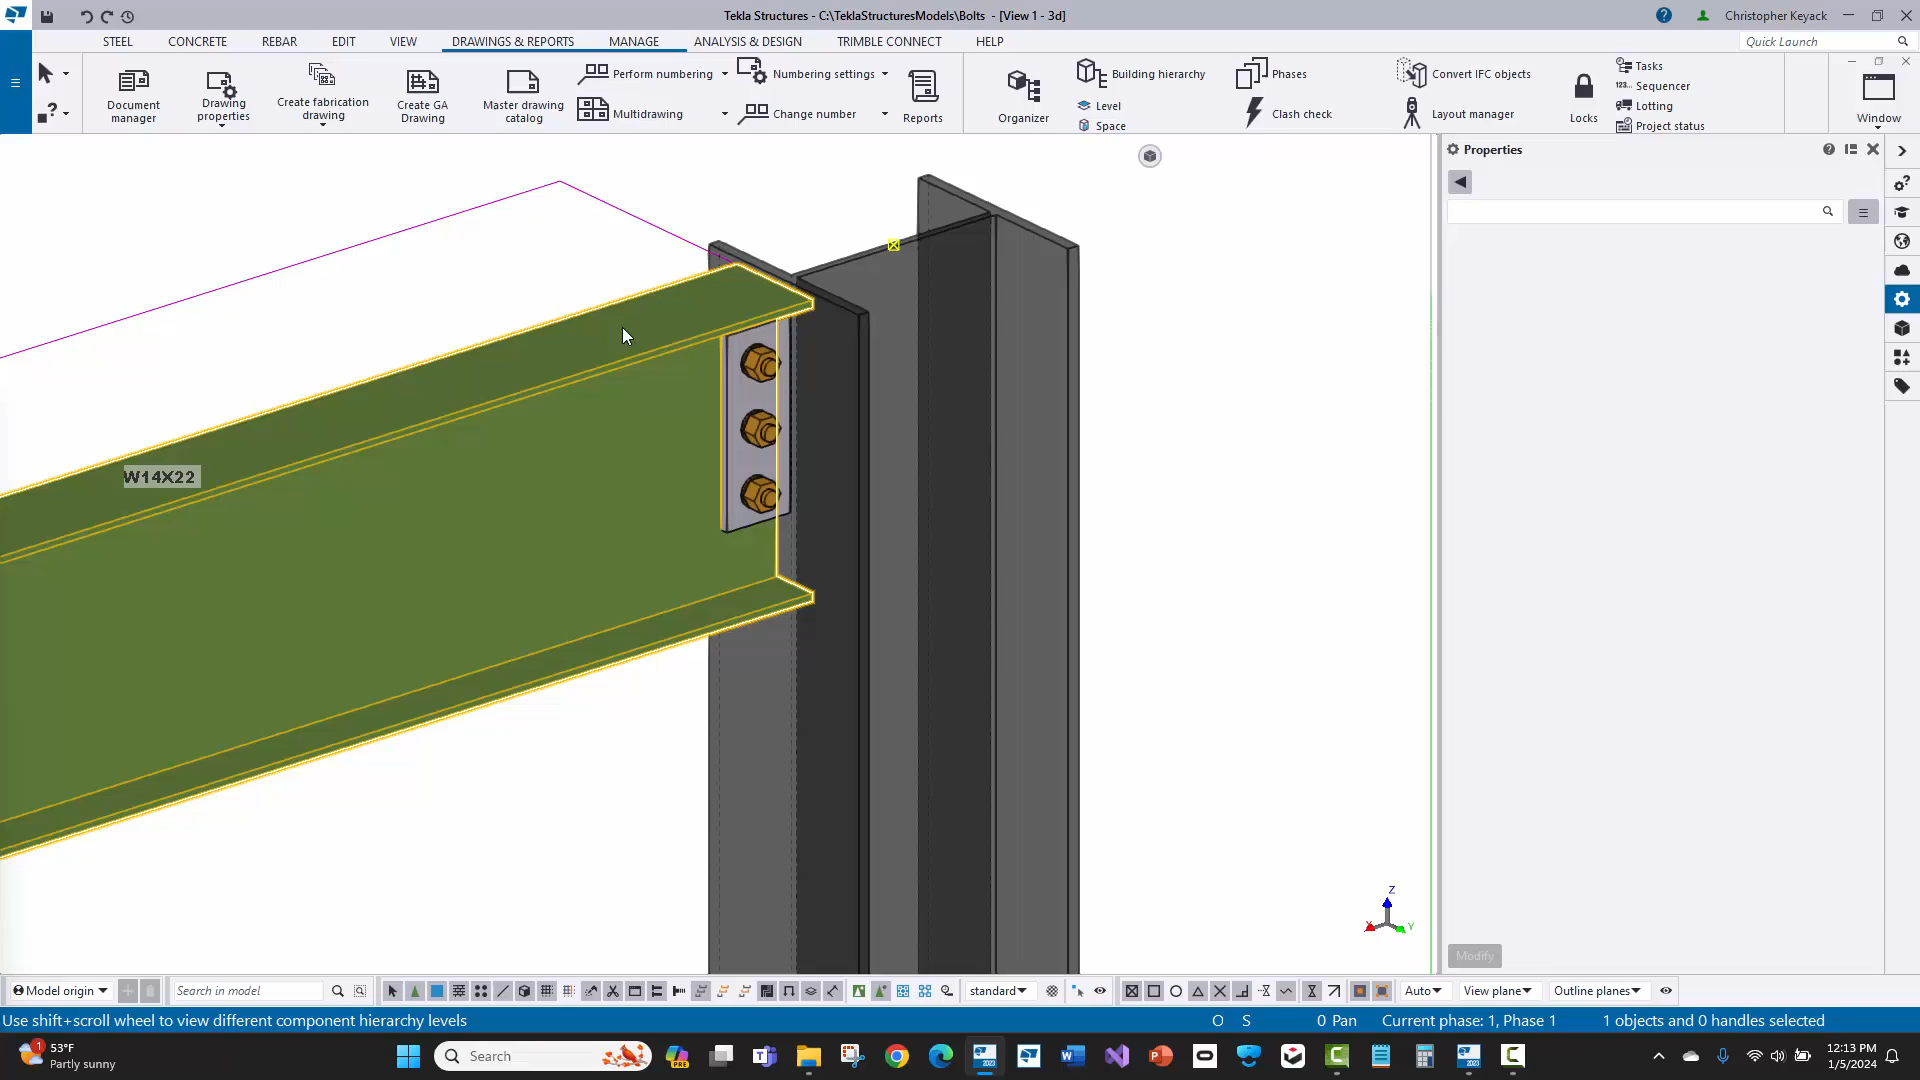 Tekla Structures - C:\TeklaStructuresModels\Bolts - [View 1 - 3d]
Christopher Keyack
STEEL CONCRETE REBAR EDIT VIEW DRAWINGS & REPORTS MANAGE ANALYSIS & DESIGN TRIMBLE CONNECT HELP
Quick Launch
Document manager
Drawing properties
Create fabrication drawing
Create GA Drawing
Master drawing catalog
Perform numbering
Multidrawing
Numbering settings
Change number
Reports
Organizer
Building hierarchy
Level
Space
Phases
Clash check
Convert IFC objects
Layout manager
Locks
Tasks
123... Sequencer
Lotting
Project status
Window
Properties
W14X22
Z
X
Y
Modify
Model origin
Search in model
standard
Auto
View plane
Outline planes
Use shift+scroll wheel to view different component hierarchy levels
O S 0 Pan Current phase: 1, Phase 1 1 objects and 0 handles selected
1
53°F
Partly sunny
Search
PRE
2023
2023
12:13 PM
1/5/2024